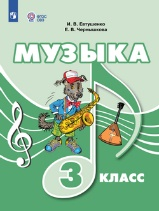 И. В. Евтушенко
Е. В. Чернышкова
МУЗЫКА
3 КЛАСС